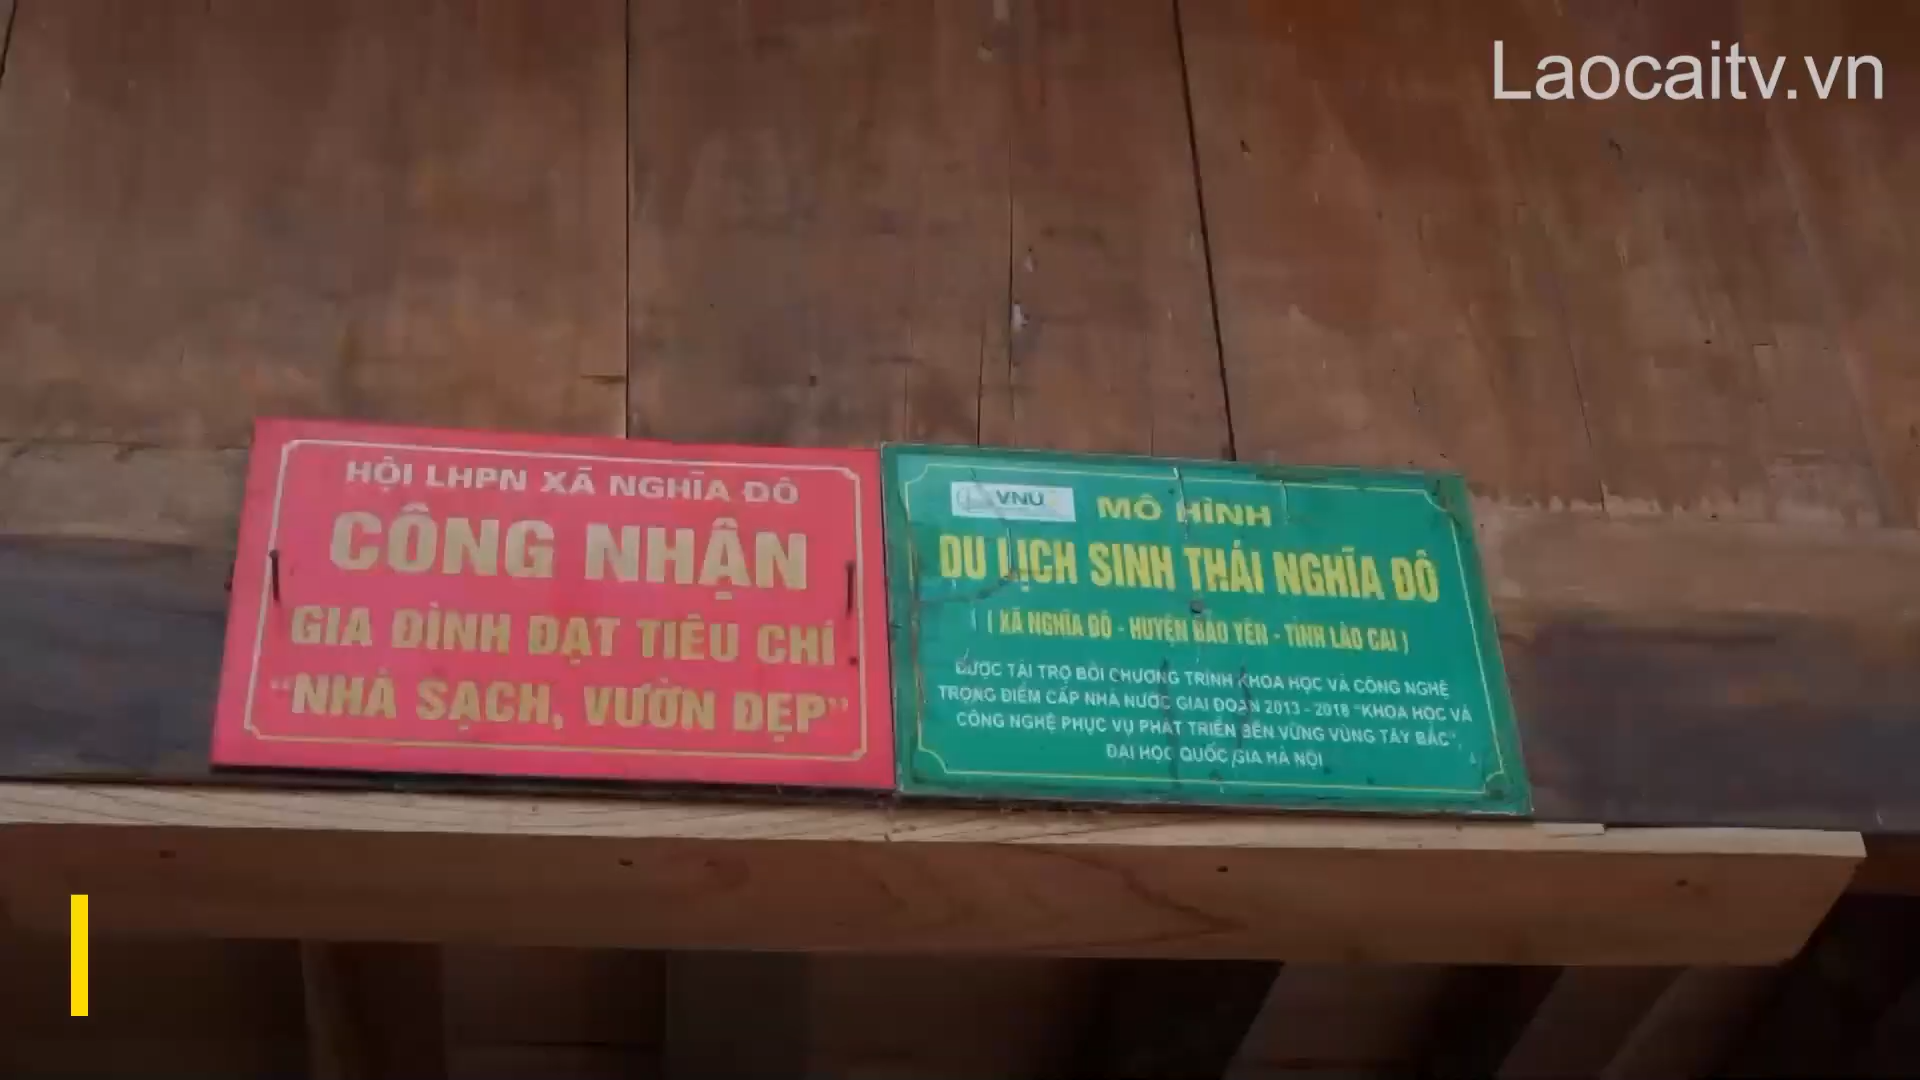 Laocaitv.vn
HỘI LHPN XÃ NGHĨA ĐÔ
CÔNG NHẬN
GIA ĐÌNH ĐẠT TIÊU CHÍ
"NHÀ SẠCH, VƯỜN ĐẸP"
VNU
MÔ HÌNH
DU LỊCH SINH THÁI NGHĨA ĐÔ
( XÃ NGHĨA ĐÔ - HUYỆN BẢO YÊN - TỈNH LÀO CAI )
ĐƯỢC TÀI TRỢ BỞI CHƯƠNG TRÌNH KHOA HỌC VÀ CÔNG NGHỆ
TRỌNG ĐIỂM CẤP NHÀ NƯỚC GIAI ĐOẠN 2013 - 2018 "KHOA HỌC VÀ
CÔNG NGHỆ PHỤC VỤ PHÁT TRIỂN BỀN VỮNG VÙNG TÂY BẮC",
ĐẠI HỌC QUỐC GIA HÀ NỘI